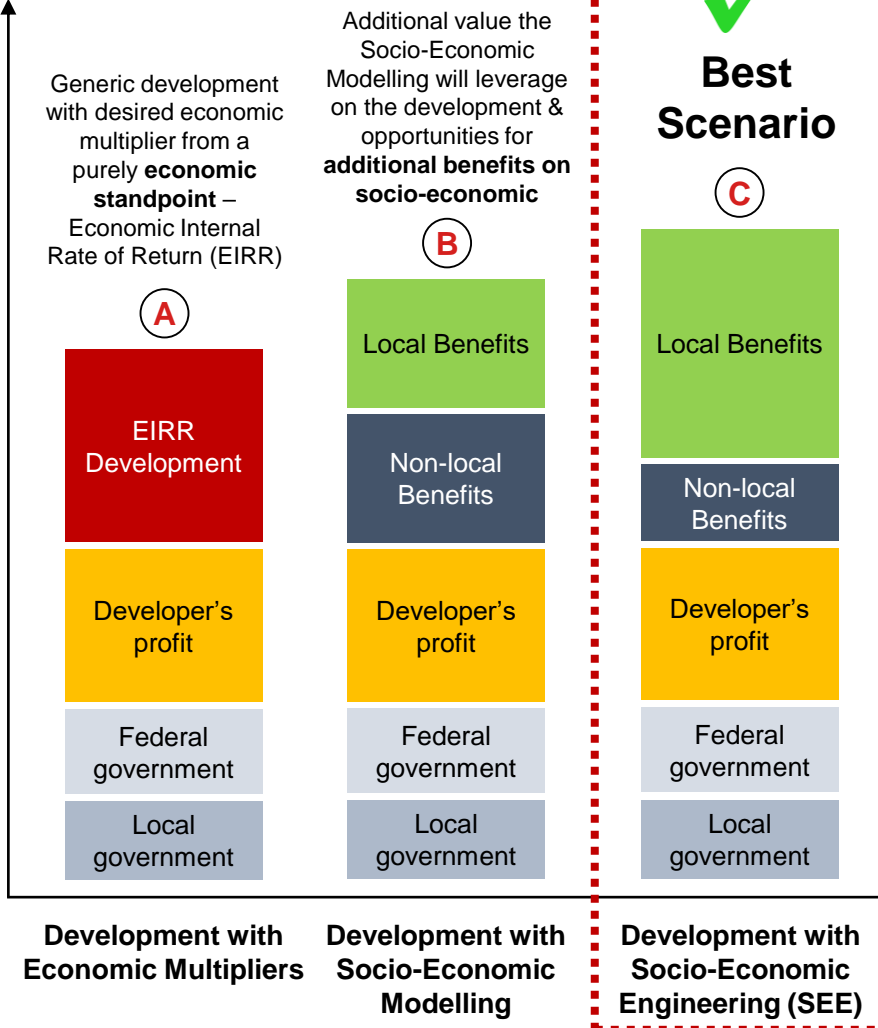 Generic development
with desired economic
multiplier from a
purely economic
standpoint –
Economic Internal
Rate of Return (EIRR)
A
EIRR
Development
Developer's
profit
Federal
government
Local
government
Development with
Economic Multipliers
Additional value the
Socio-Economic
Modelling will leverage
on the development &
opportunities for
additional benefits on
socio-economic
B
Local Benefits
Non-local
Benefits
Developer's
profit
Federal
government
Local
government
Development with
Socio-Economic
Modelling
Best
Scenario
C
Local Benefits
Non-local
Benefits
Developer's
profit
Federal
government
Local
government
Development with
Socio-Economic
Engineering (SEE)